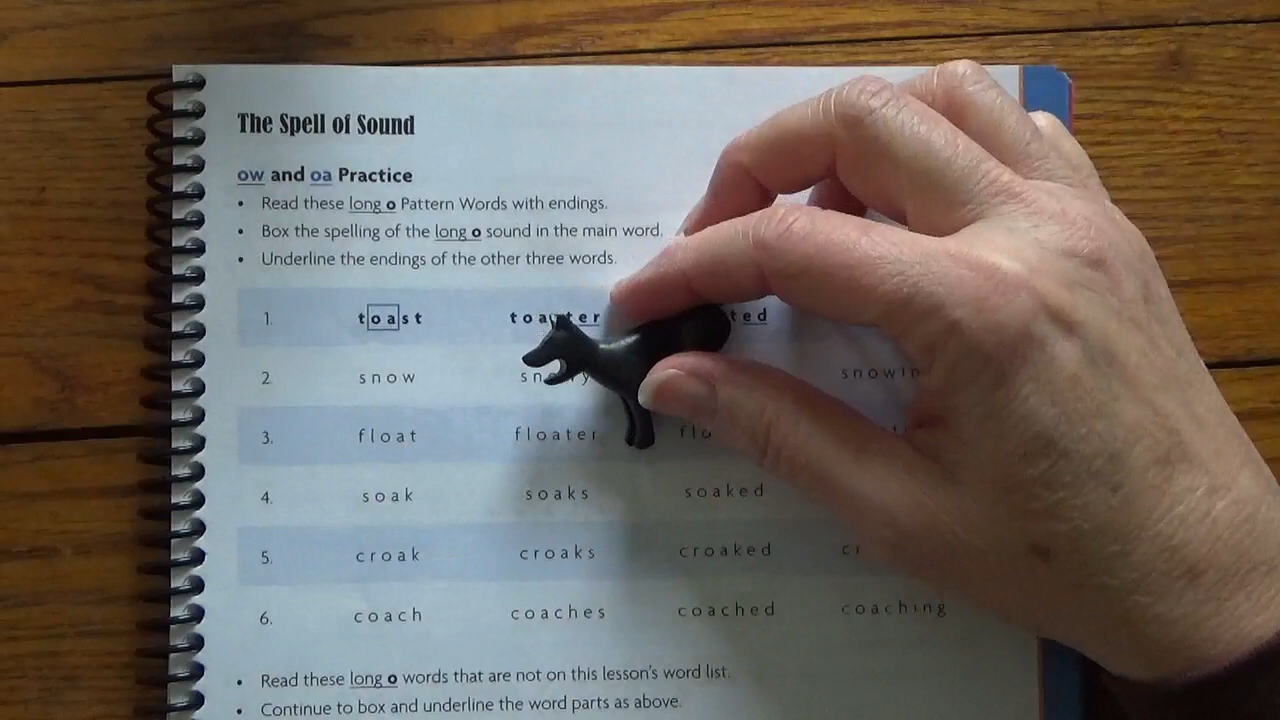 The Spell of Sound
ow and oa Practice
• Read these long o Pattern Words with endings.
• Box the spelling of the long o sound in the main word.
• Underline the endings of the other three words.
1. toast
2. snow
3. float floater
4. soak soaks soaked
5. croak croaks croaked
6. coach coaches coached coaching
• Read these long o words that are not on this lesson's word list.
• Continue to box and underline the word parts as above.